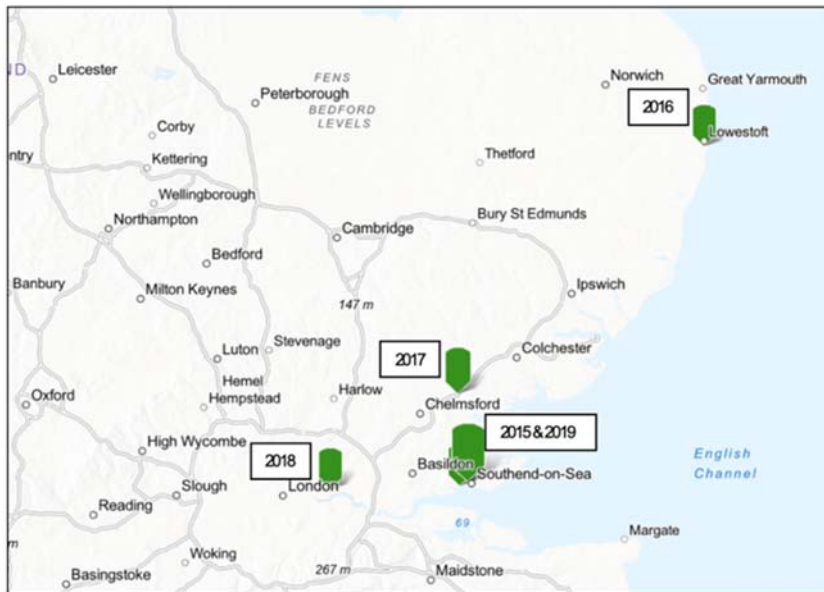 ND
Leicester
FENS
BEDFORD
LEVELS
Peterborough
Norwich
Great Yarmouth
2016
Lowestoft
Corby
ntry
Kettering
Thetford
Wellingborough
Northampton
Cambridge
Bury St Edmunds
Bedford
Banbury
Milton Keynes
147 m
Ipswich
Stevenage
Luton
2017
Colchester
Hemel
Hempstead
Harlow
Oxford
Chelmsford
2015 & 2019
High Wycombe
2018
Basildon
English
Channel
Slough
London
Southend-on-Sea
Reading
69
Margate
m
Woking
267 m
Basingstoke
Maidstone